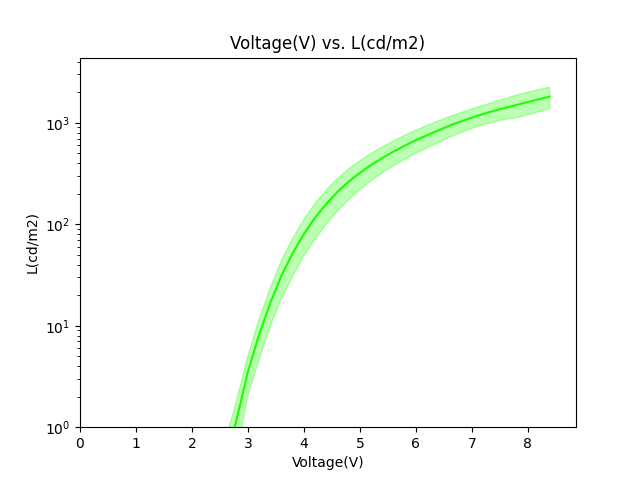 Voltage(V) vs. L(cd/m2)
L(cd/m2)
10³
10²
10¹
10⁰
0 1 2 3 4 5 6 7 8
Voltage(V)